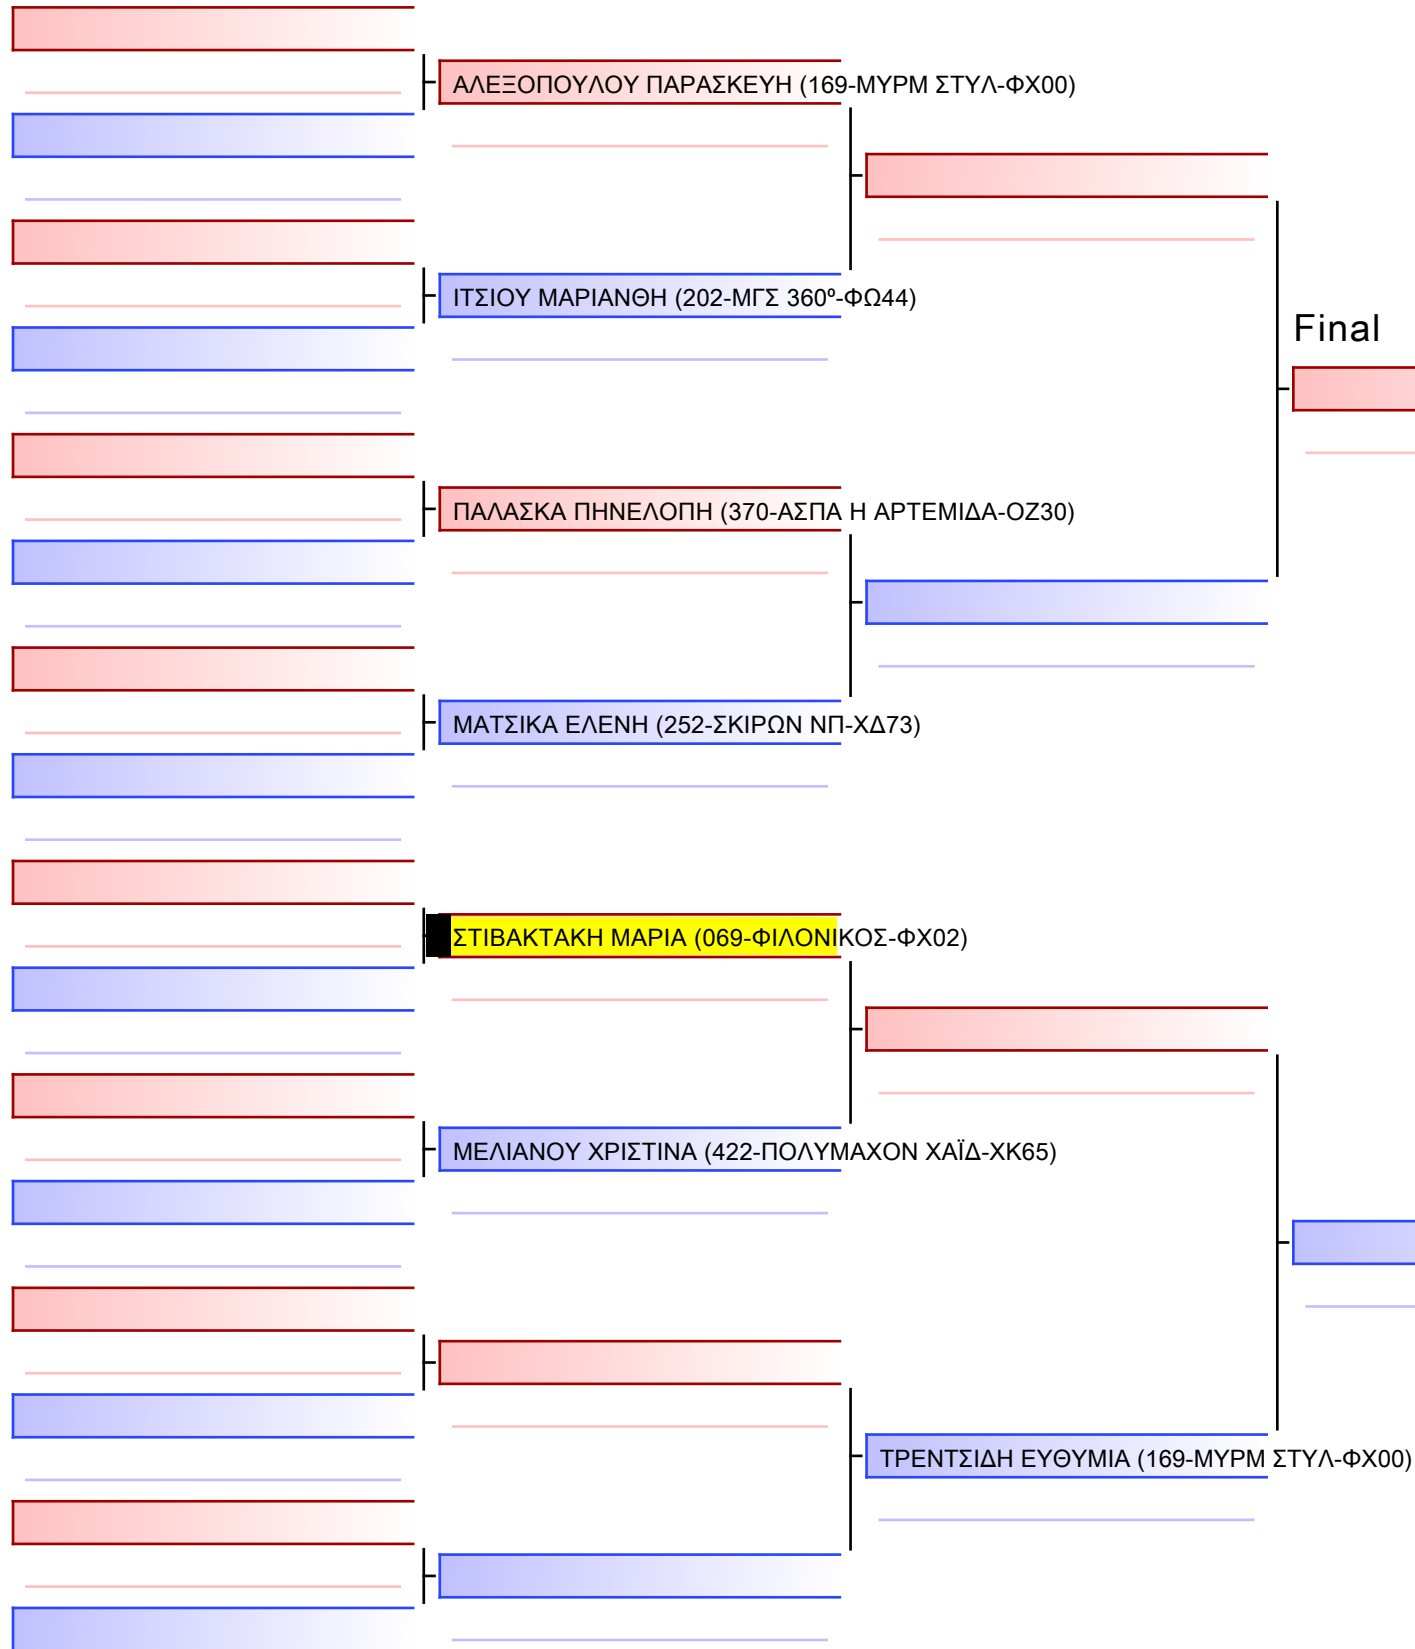 ΑΛΕΞΟΠΟΥΛΟΥ ΠΑΡΑΣΚΕΥΗ (169-ΜΥΡΜ ΣΤΥΛ-ΦΧ00)
ΙΤΣΙΟΥ ΜΑΡΙΑΝΘΗ (202-ΜΓΣ 360º-ΦΩ44)
Final
ΠΑΛΑΣΚΑ ΠΗΝΕΛΟΠΗ (370-ΑΣΠΑ Η ΑΡΤΕΜΙΔΑ-ΟΖ30)
ΜΑΤΣΙΚΑ ΕΛΕΝΗ (252-ΣΚΙΡΩΝ ΝΠ-ΧΔ73)
ΣΤΙΒΑΚΤΑΚΗ ΜΑΡΙΑ (069-ΦΙΛΟΝΙΚΟΣ-ΦΧ02)
ΜΕΛΙΑΝΟΥ ΧΡΙΣΤΙΝΑ (422-ΠΟΛΥΜΑΧΟΝ ΧΑΪΔ-ΧΚ65)
ΤΡΕΝΤΣΙΔΗ ΕΥΘΥΜΙΑ (169-ΜΥΡΜ ΣΤΥΛ-ΦΧ00)